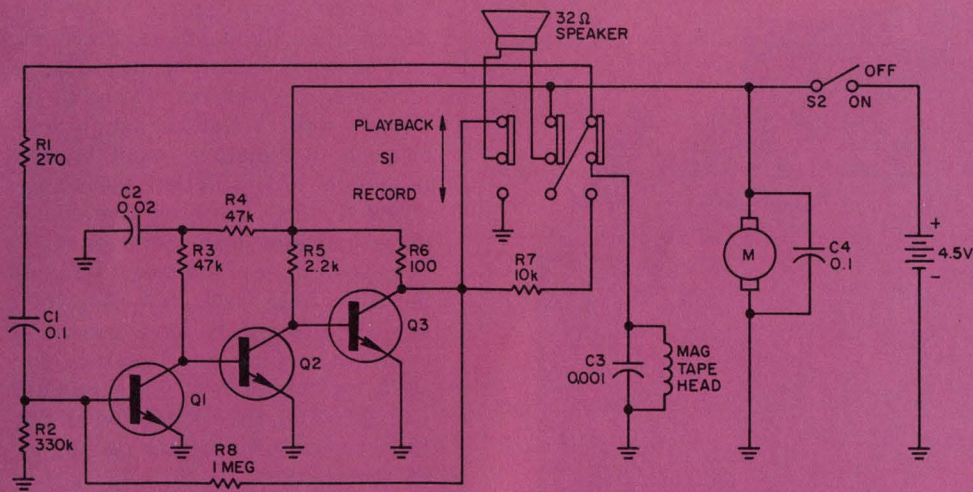 32Ω
SPEAKER
OFF
S2
ON
PLAYBACK
S1
RECORD
R1
270
C2
0.02
R4
47k
R3
47k
R5
2.2k
R6
100
R7
10k
M
C4
0.1
+
4.5V
-
C1
0.1
Q1
Q2
Q3
C3
0.001
MAG
TAPE
HEAD
R2
330k
R8
1 MEG